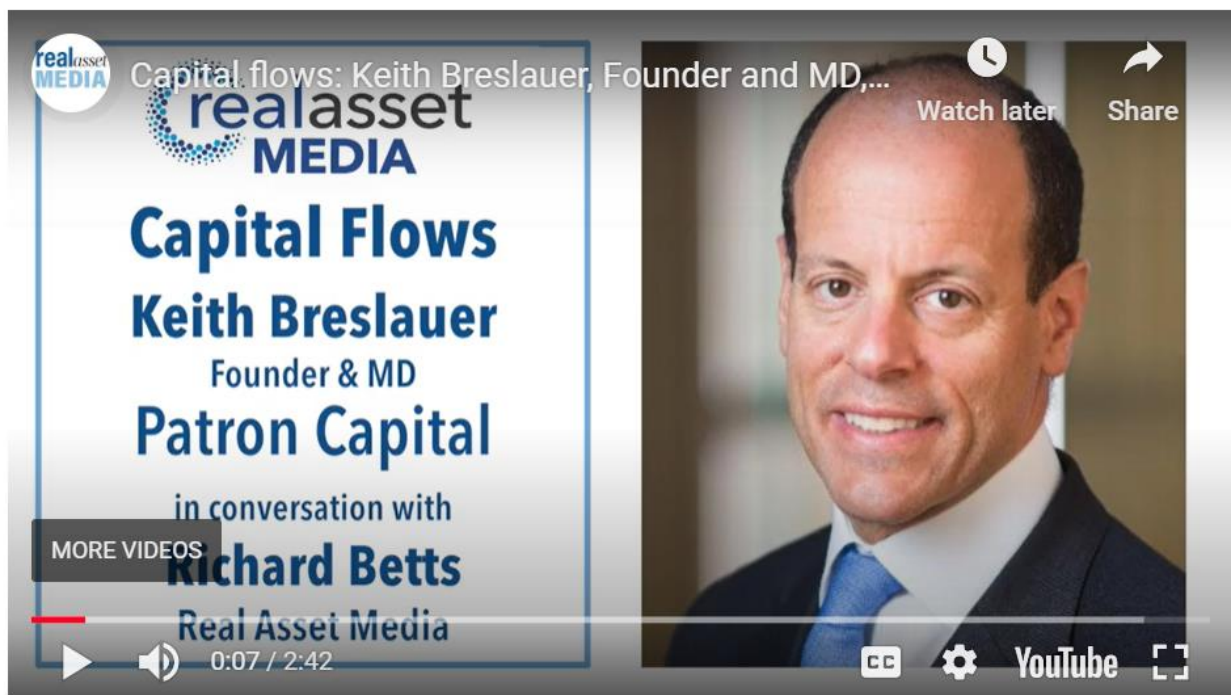 realasset
MEDIA
Capital flows: Keith Breslauer, Founder and MD,...
Watch later
Share
realasset
MEDIA
Capital Flows
Keith Breslauer
Founder & MD
Patron Capital
in conversation with
MORE VIDEOS
Richard Betts
Real Asset Media
0:07 / 2:42
CC
YouTube